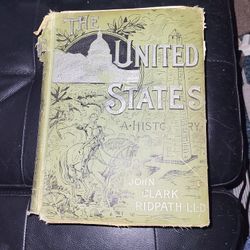 THE
UNITED
STATES
A HISTORY
JOHN
CLARK
RIDPATH LL.D